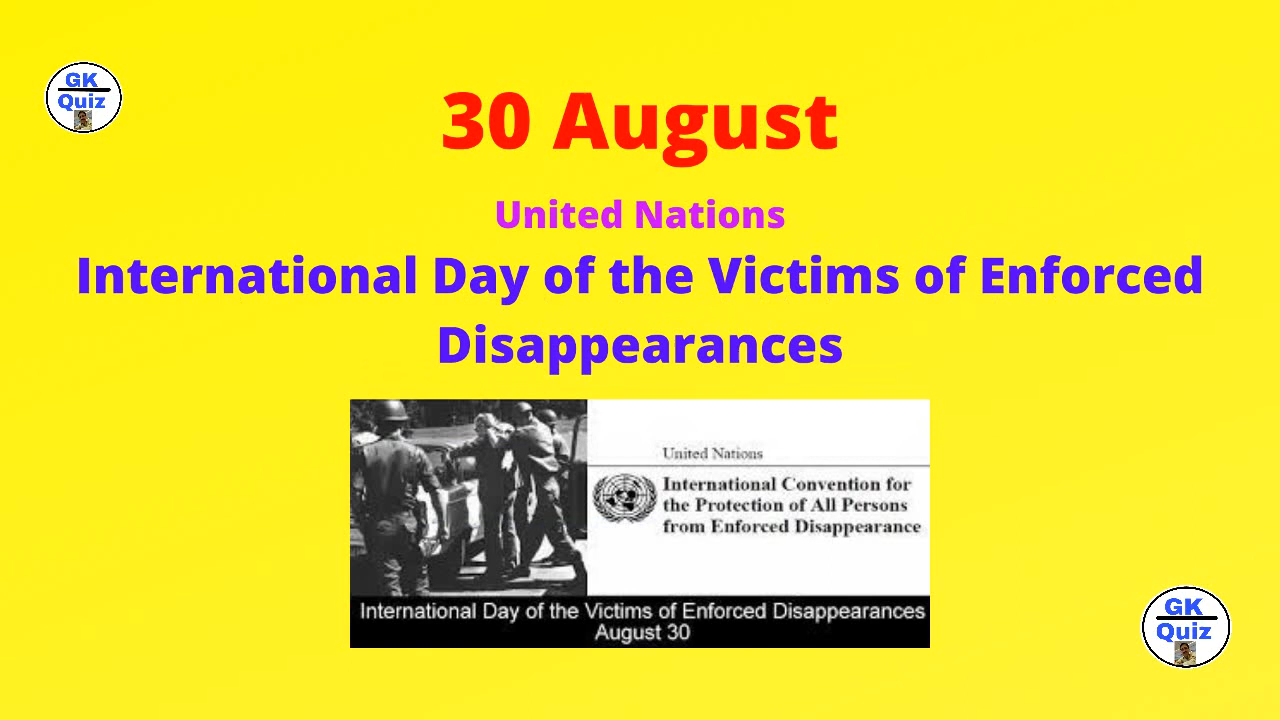 GK
Quiz
30 August
United Nations
International Day of the Victims of Enforced
Disappearances
United Nations
International Convention for
the Protection of All Persons
from Enforced Disappearance
International Day of the Victims of Enforced Disappearances
August 30
GK
Quiz